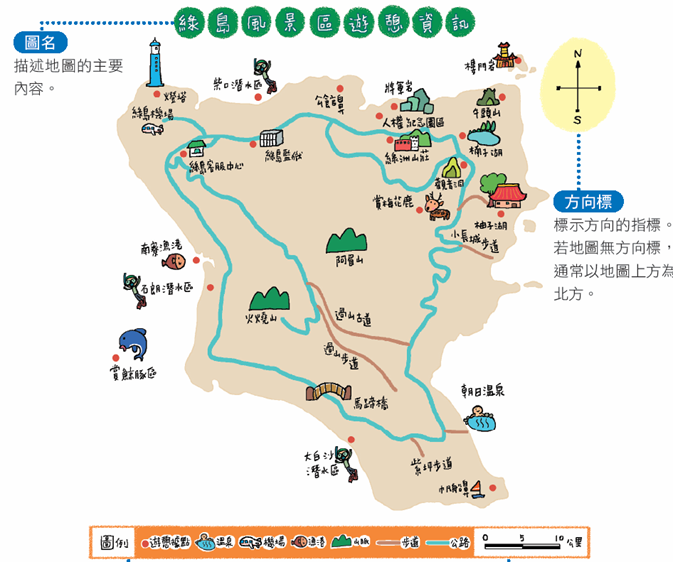 綠島風景區遊憩資訊
圖名
描述地圖的主要
內容。
樓門岩
N
S
燈塔
柴口潛水區
公館鼻
將軍岩
牛頭山
綠島機場
人權紀念園區
楠子湖
綠島客服中心
綠島監獄
綠洲山莊
觀音洞
賞梅花鹿
柚子湖
方向標
標示方向的指標。
若地圖無方向標，
通常以地圖上方為
北方。
小長城步道
南寮漁港
阿眉山
石朗潛水區
火燒山
過山古道
過山步道
賞鯨豚區
朝日溫泉
馬蹄橋
大白沙
潛水區
紫坪步道
帆船鼻
圖例
遊憩據點
溫泉
機場
漁港
山脈
步道
公路
0 5 10 公里